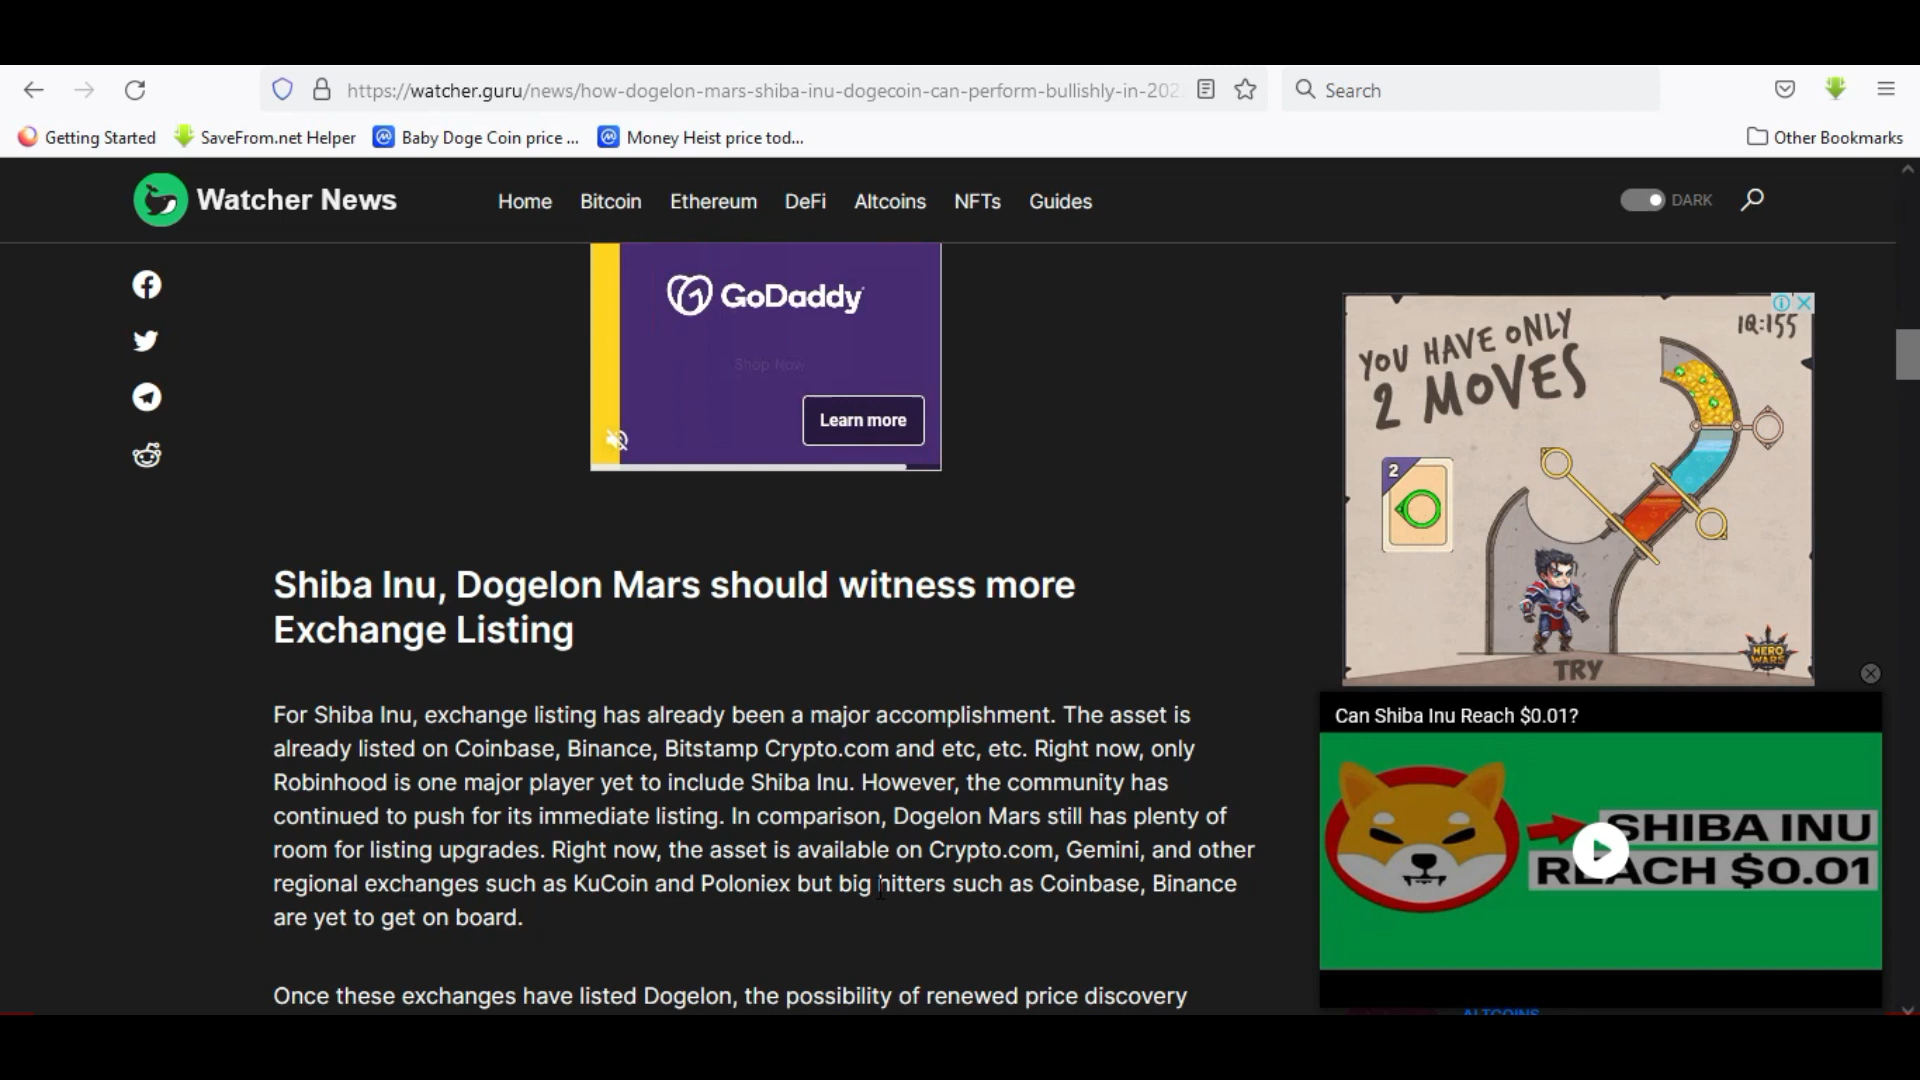 https://watcher.guru/news/how-dogelon-mars-shiba-inu-dogecoin-can-perform-bullishly-in-202
Search
Getting Started
SaveFrom.net Helper
Baby Doge Coin price ...
Money Heist price tod...
Other Bookmarks
Watcher News
Home
Bitcoin
Ethereum
DeFi
Altcoins
NFTs
Guides
DARK
GoDaddy
Shop Now
Learn more
YOU HAVE ONLY
2 MOVES
IQ:155
2
TRY
HERO
WARS
Shiba Inu, Dogelon Mars should witness more
Exchange Listing
For Shiba Inu, exchange listing has already been a major accomplishment. The asset is
already listed on Coinbase, Binance, Bitstamp Crypto.com and etc, etc. Right now, only
Robinhood is one major player yet to include Shiba Inu. However, the community has
continued to push for its immediate listing. In comparison, Dogelon Mars still has plenty of
room for listing upgrades. Right now, the asset is available on Crypto.com, Gemini, and other
regional exchanges such as KuCoin and Poloniex but big hitters such as Coinbase, Binance
are yet to get on board.
Once these exchanges have listed Dogelon, the possibility of renewed price discovery
Can Shiba Inu Reach $0.01?
SHIBA INU
REACH $0.01
ALTCOINS